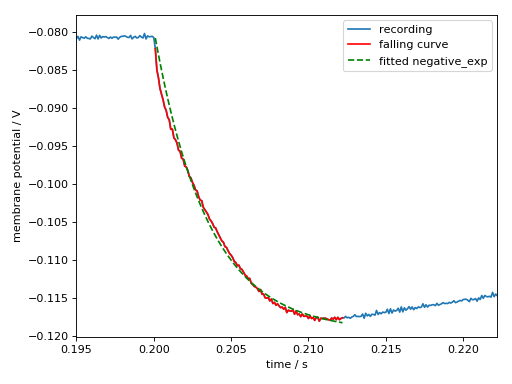 recording
falling curve
fitted negative_exp
−0.080
−0.085
−0.090
−0.095
−0.100
−0.105
−0.110
−0.115
−0.120
membrane potential / V
0.195 0.200 0.205 0.210 0.215 0.220
time / s